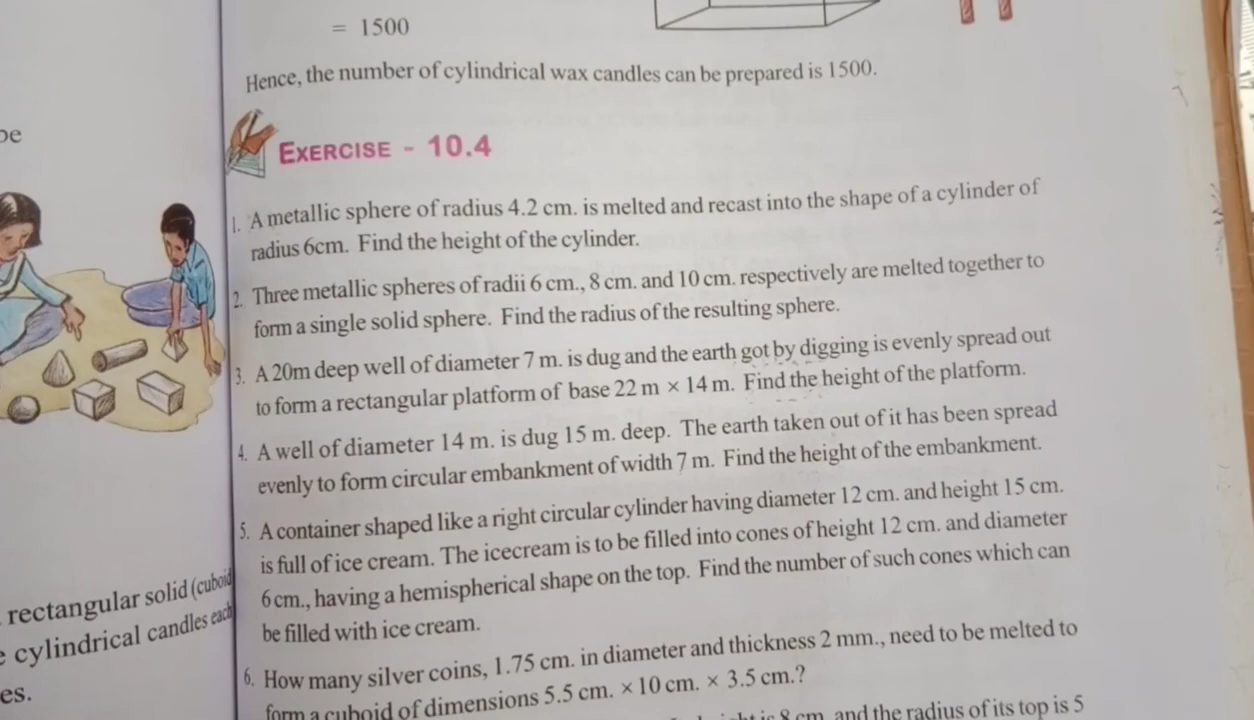 be
rectangular solid (cuboid
cylindrical candles each
es.
= 1500
Hence, the number of cylindrical wax candles can be prepared is 1500.
EXERCISE - 10.4
1. A metallic sphere of radius 4.2 cm. is melted and recast into the shape of a cylinder of
radius 6cm. Find the height of the cylinder.
2. Three metallic spheres of radii 6 cm., 8 cm. and 10 cm. respectively are melted together to
form a single solid sphere. Find the radius of the resulting sphere.
3. A 20m deep well of diameter 7 m. is dug and the earth got by digging is evenly spread out
to form a rectangular platform of base 22 m × 14 m. Find the height of the platform.
4. A well of diameter 14 m. is dug 15 m. deep. The earth taken out of it has been spread
evenly to form circular embankment of width 7 m. Find the height of the embankment.
5. A container shaped like a right circular cylinder having diameter 12 cm. and height 15 cm.
is full of ice cream. The icecream is to be filled into cones of height 12 cm. and diameter
6 cm., having a hemispherical shape on the top. Find the number of such cones which can
be filled with ice cream.
6. How many silver coins, 1.75 cm. in diameter and thickness 2 mm., need to be melted to
form a cuboid of dimensions 5.5 cm. × 10 cm. × 3.5 cm.?
is 8 cm. and the radius of its top is 5